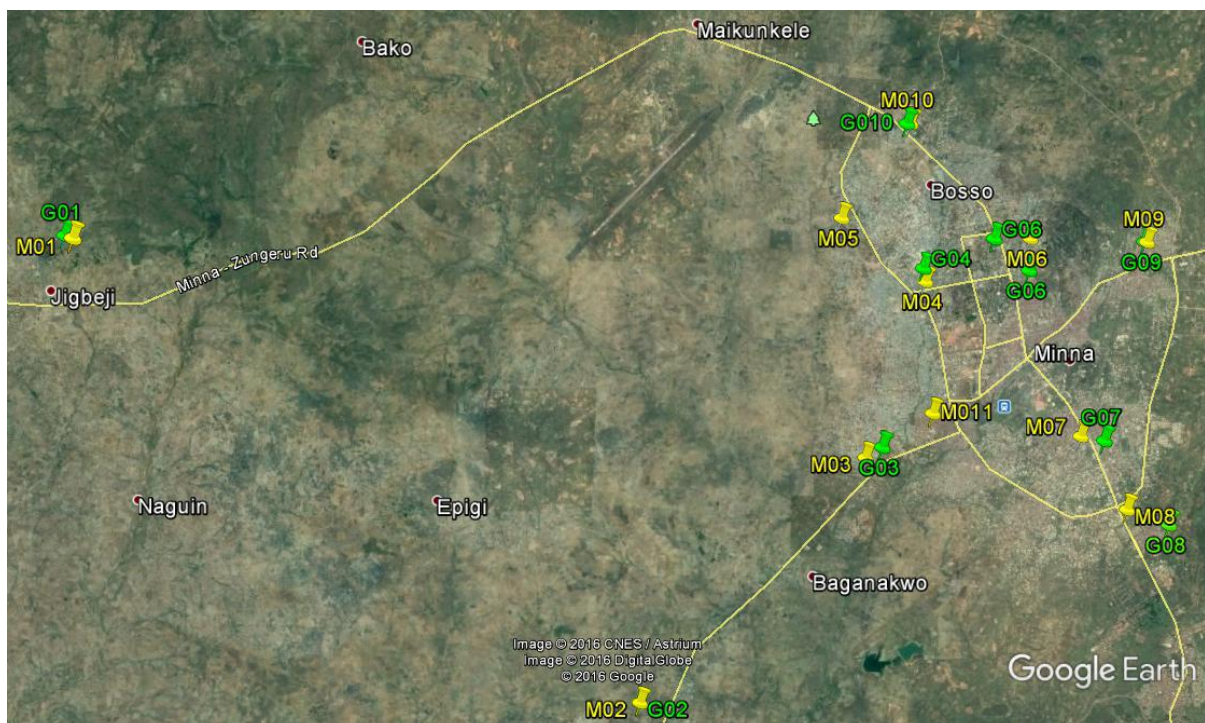 Maikunkele
Bako
M010
G010
Bosso
G01
M01
M05
G06
M09
M06
G09
G04
G06
M04
Minna - Zungeru Rd
Jigbeji
Minna
M011
G07
M07
M03
G03
Naguin
Epigi
M08
G08
Baganakwo
Image © 2016 CNES / Astrium
Image © 2016 DigitalGlobe
© 2016 Google
Google Earth
M02
G02